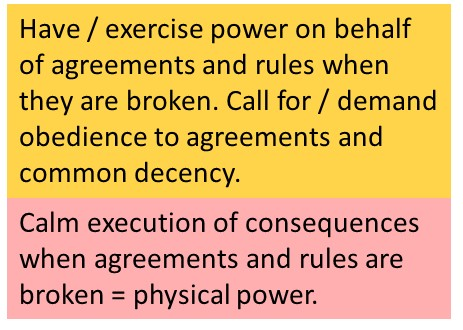 Have / exercise power on behalf
of agreements and rules when
they are broken. Call for / demand
obedience to agreements and
common decency.
Calm execution of consequences
when agreements and rules are
broken = physical power.